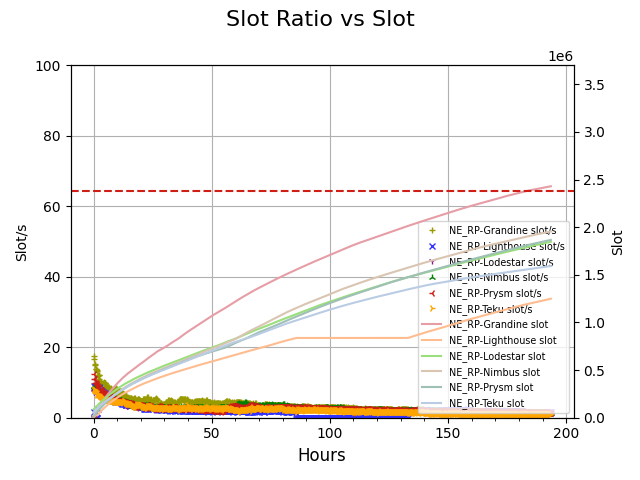 Slot Ratio vs Slot
1e6
100
80
60
40
20
0
Slot/s
3.5
3.0
2.5
2.0
1.5
1.0
0.5
0.0
Slot
NE_RP-Grandine slot/s
NE_RP-Lighthouse slot/s
NE_RP-Lodestar slot/s
NE_RP-Nimbus slot/s
NE_RP-Prysm slot/s
NE_RP-Teku slot/s
NE_RP-Grandine slot
NE_RP-Lighthouse slot
NE_RP-Lodestar slot
NE_RP-Nimbus slot
NE_RP-Prysm slot
NE_RP-Teku slot
0
50
100
150
200
Hours